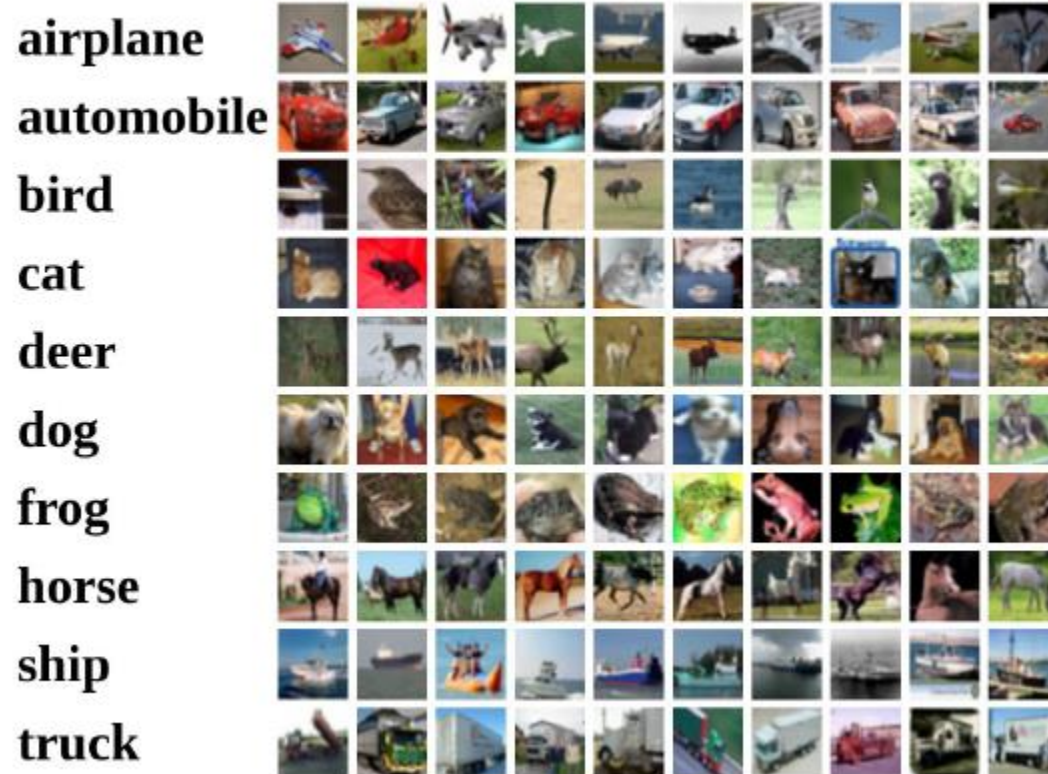 airplane
automobile
bird
cat
deer
dog
frog
horse
ship
truck